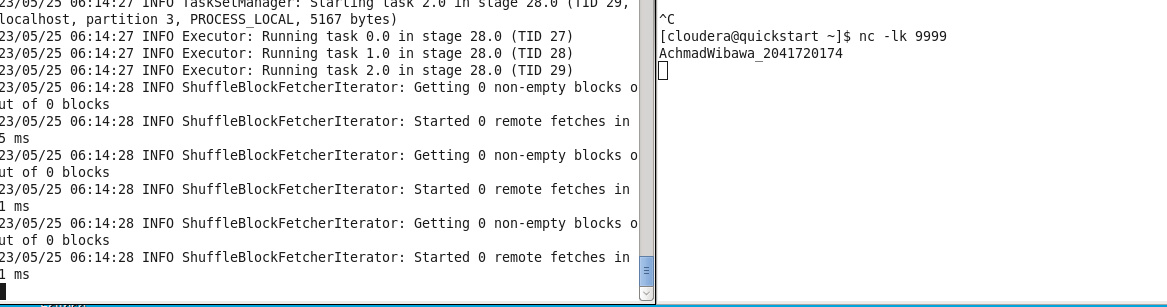 23/05/25 06:14:27 INFO TaskSetManager: Starting task 2.0 in stage 28.0 (TID 29,
localhost, partition 3, PROCESS_LOCAL, 5167 bytes)
23/05/25 06:14:27 INFO Executor: Running task 0.0 in stage 28.0 (TID 27)
23/05/25 06:14:27 INFO Executor: Running task 1.0 in stage 28.0 (TID 28)
23/05/25 06:14:27 INFO Executor: Running task 2.0 in stage 28.0 (TID 29)
23/05/25 06:14:28 INFO ShuffleBlockFetcherIterator: Getting 0 non-empty blocks o
ut of 0 blocks
23/05/25 06:14:28 INFO ShuffleBlockFetcherIterator: Started 0 remote fetches in
5 ms
23/05/25 06:14:28 INFO ShuffleBlockFetcherIterator: Getting 0 non-empty blocks o
ut of 0 blocks
23/05/25 06:14:28 INFO ShuffleBlockFetcherIterator: Started 0 remote fetches in
1 ms
23/05/25 06:14:28 INFO ShuffleBlockFetcherIterator: Getting 0 non-empty blocks o
ut of 0 blocks
23/05/25 06:14:28 INFO ShuffleBlockFetcherIterator: Started 0 remote fetches in
1 ms
^C
[cloudera@quickstart ~]$ nc -lk 9999
AchmadWibawa_2041720174